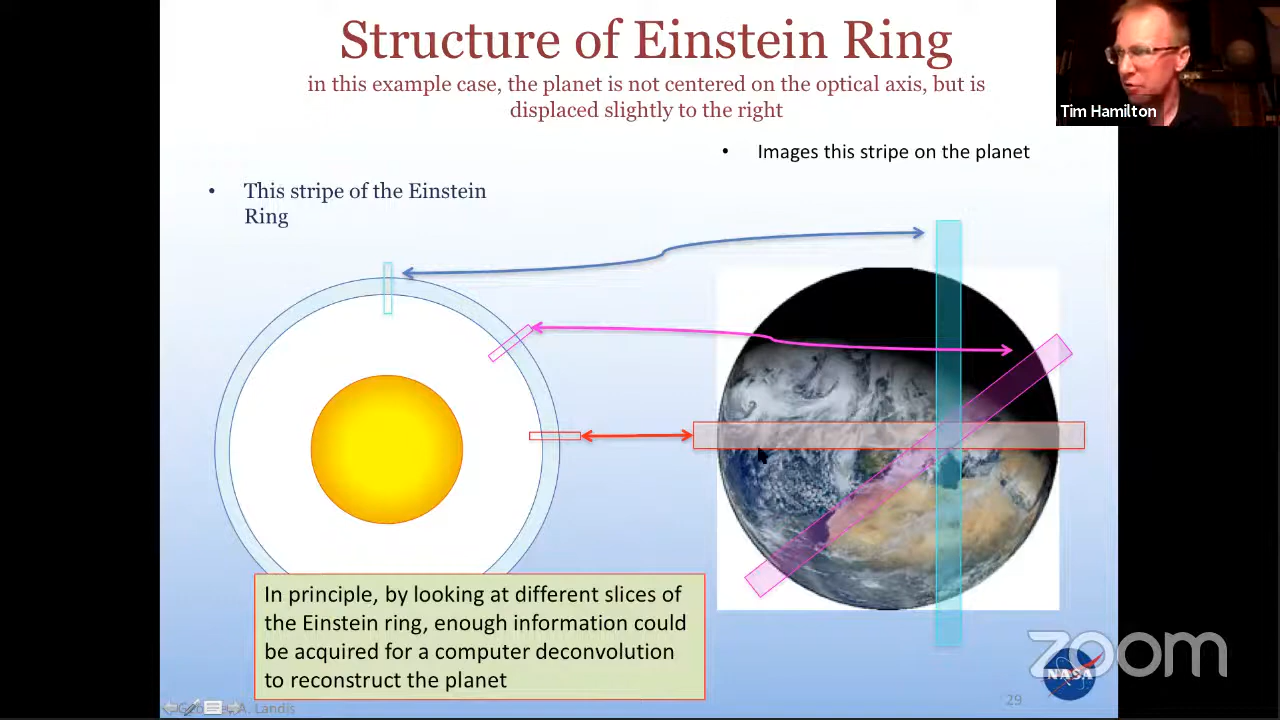 Structure of Einstein Ring
in this example case, the planet is not centered on the optical axis, but is
displaced slightly to the right
Tim Hamilton
• Images this stripe on the planet
• This stripe of the Einstein
Ring
In principle, by looking at different slices of
the Einstein ring, enough information could
be acquired for a computer deconvolution
to reconstruct the planet
A. Landis
29
zoom
NASA